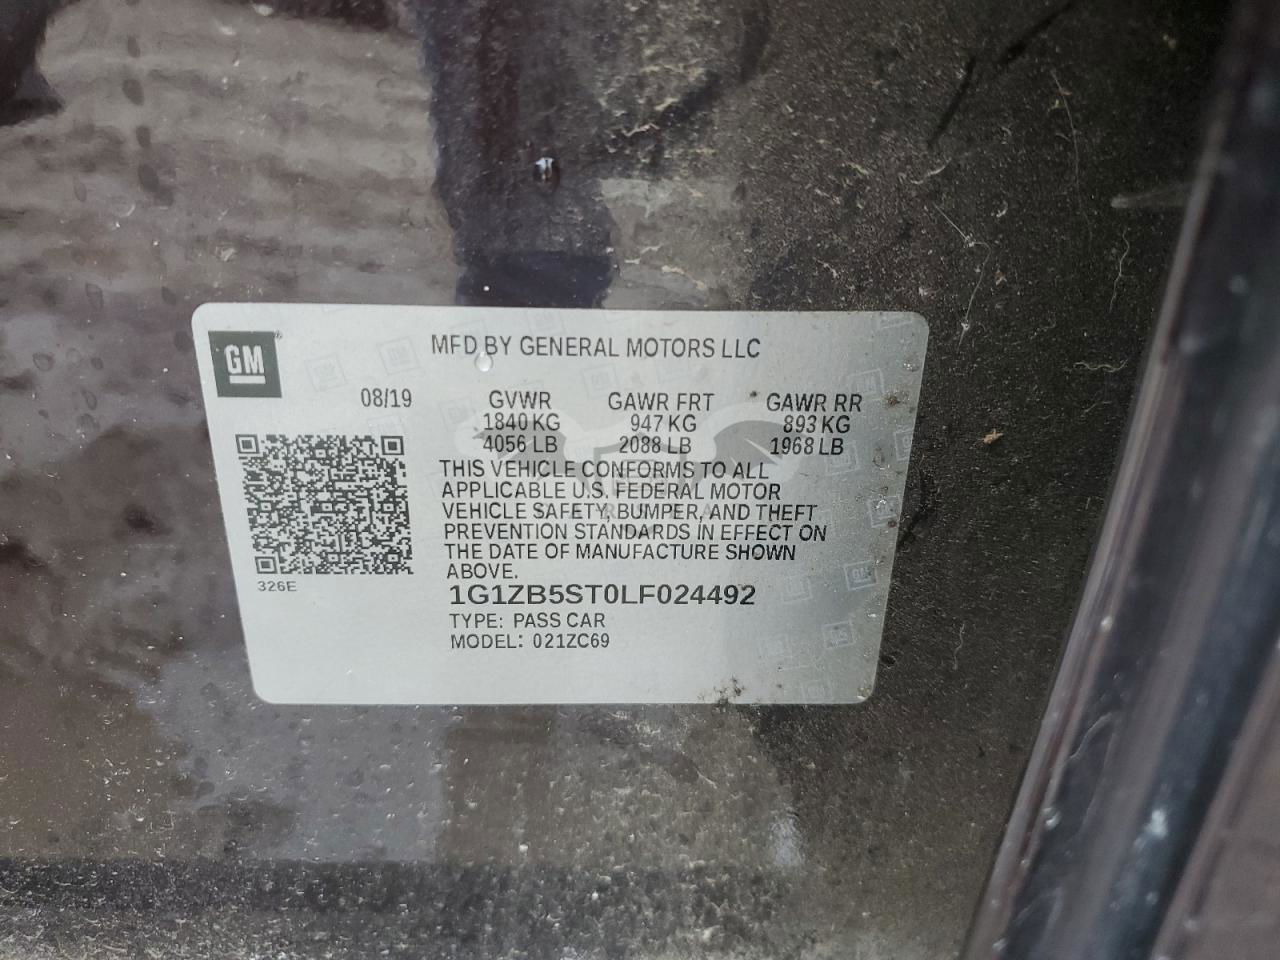 MFD BY GENERAL MOTORS LLC
GM
08/19 GVWR GAWR FRT GAWR RR
1840 KG 947 KG 893 KG
4056 LB 2088 LB 1968 LB
THIS VEHICLE CONFORMS TO ALL
APPLICABLE U.S. FEDERAL MOTOR
VEHICLE SAFETY, BUMPER, AND THEFT
PREVENTION STANDARDS IN EFFECT ON
THE DATE OF MANUFACTURE SHOWN
ABOVE.
326E
1G1ZB5ST0LF024492
TYPE: PASS CAR
MODEL: 021ZC69